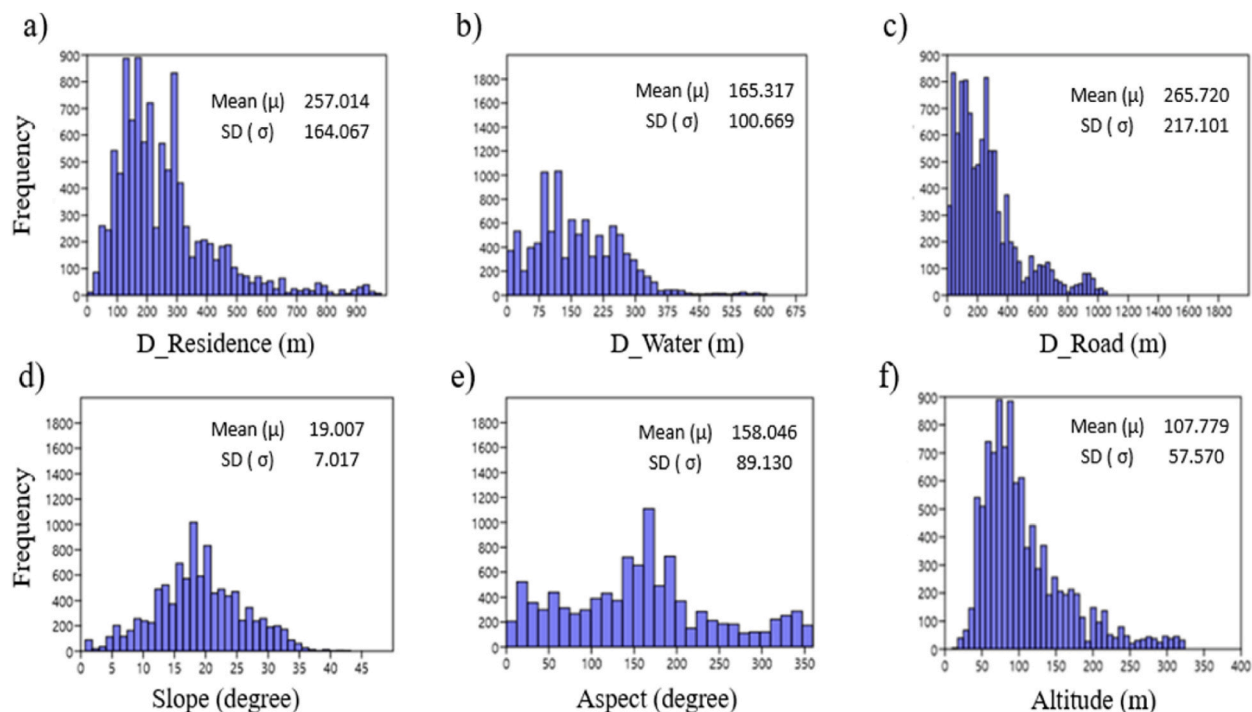 a)
900
800
700
600
500
400
300
200
100
0
Frequency
Mean (μ) 257.014
SD ( σ) 164.067
0 100 200 300 400 500 600 700 800 900
D_Residence (m)
b)
1800
1600
1400
1200
1000
800
600
400
200
0
Mean (μ) 165.317
SD ( σ) 100.669
0 75 150 225 300 375 450 525 600 675
D_Water (m)
c)
900
800
700
600
500
400
300
200
100
0
Mean (μ) 265.720
SD ( σ) 217.101
0 200 400 600 800 1000 1200 1400 1600 1800
D_Road (m)
d)
1800
1600
1400
1200
1000
800
600
400
200
0
Frequency
Mean (μ) 19.007
SD ( σ) 7.017
0 5 10 15 20 25 30 35 40 45
Slope (degree)
e)
1800
1600
1400
1200
1000
800
600
400
200
0
Mean (μ) 158.046
SD ( σ) 89.130
0 50 100 150 200 250 300 350
Aspect (degree)
f)
900
800
700
600
500
400
300
200
100
0
Mean (μ) 107.779
SD ( σ) 57.570
0 50 100 150 200 250 300 350 400
Altitude (m)